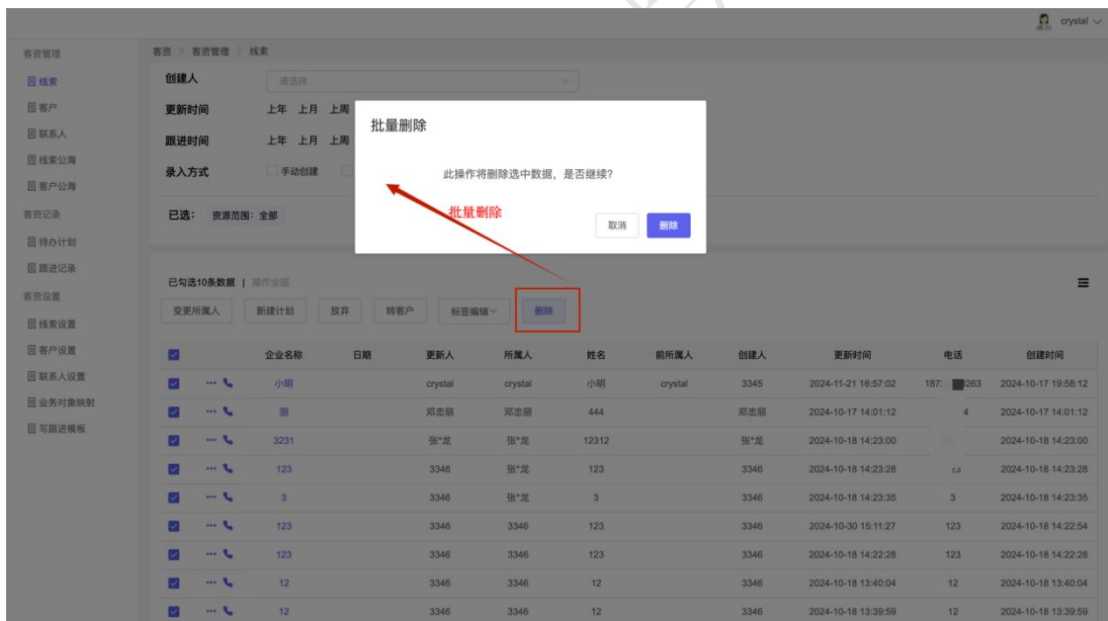 crystal
客资管理
线索
客户
联系人
线索公海
客户公海
客资记录
待办计划
跟进记录
客资设置
线索设置
客户设置
联系人设置
业务对象映射
写跟进模板
客资 > 客资管理 > 线索
创建人 请选择
更新时间 上年 上月 上周
跟进时间 上年 上月 上周
录入方式 手动创建
已选: 资源范围: 全部
批量删除
此操作将删除选中数据, 是否继续?
批量删除
取消 删除
已勾选10条数据 | 操作全部
变更所属人 新建计划 放弃 转客户 标签编辑 删除
企业名称 日期 更新人 所属人 姓名 前所属人 创建人 更新时间 电话 创建时间
小明 crystal crystal 小明 crystal 3345 2024-11-21 16:57:02 187: 263 2024-10-17 19:58:12
邓忠丽 邓忠丽 444 邓忠丽 2024-10-17 14:01:12 4 2024-10-17 14:01:12
3231 张*龙 张*龙 12312 张*龙 2024-10-18 14:23:00 2024-10-18 14:23:00
123 3346 张*龙 123 3346 2024-10-18 14:23:28 2024-10-18 14:23:28
3 3346 张*龙 3 3346 2024-10-18 14:23:35 3 2024-10-18 14:23:35
123 3346 3346 123 3346 2024-10-30 15:11:27 123 2024-10-18 14:22:54
123 3346 3346 123 3346 2024-10-18 14:22:28 123 2024-10-18 14:22:28
12 3346 3346 12 3346 2024-10-18 13:40:04 12 2024-10-18 13:40:04
12 3346 3346 12 3346 2024-10-18 13:39:59 12 2024-10-18 13:39:59